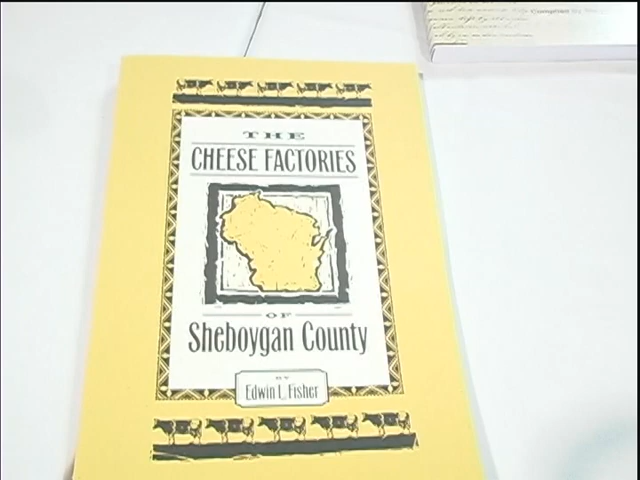 THE
CHEESE FACTORIES
OF
Sheboygan County
BY
Edwin L. Fisher